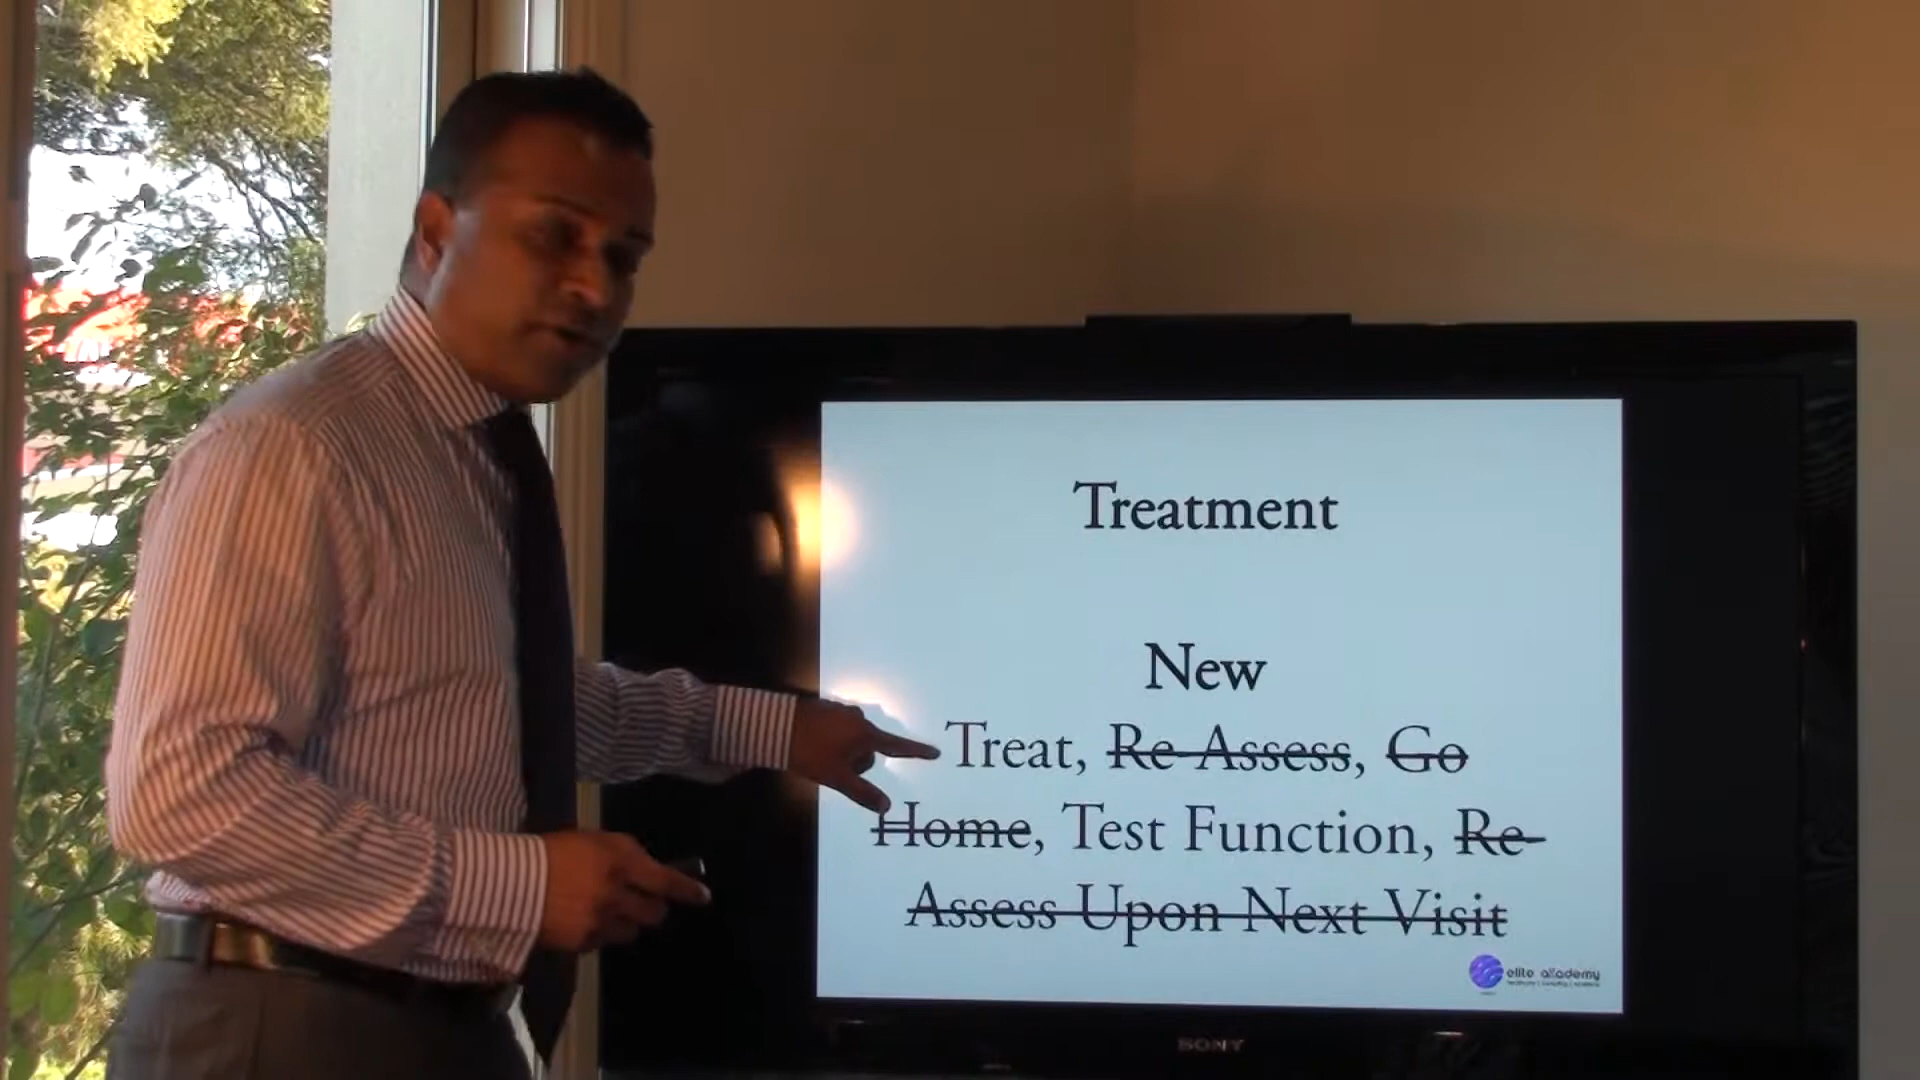 Treatment
New
Treat, Re-Assess, Go
Home, Test Function, Re-
Assess Upon Next Visit
elite academy
SONY